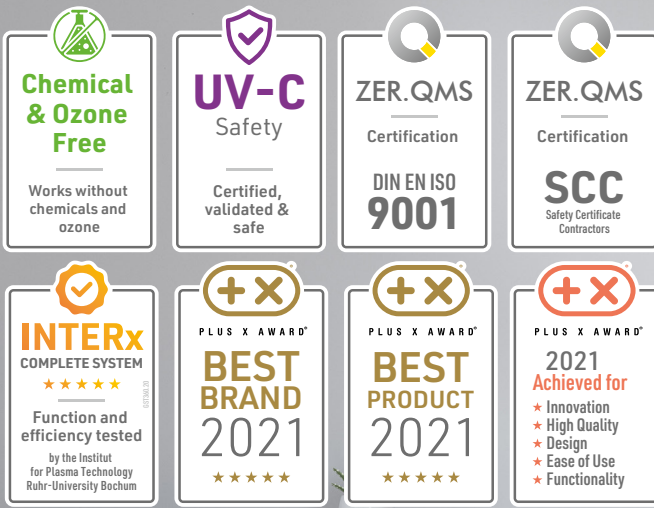 Chemical
& Ozone
Free
Works without
chemicals and
ozone
UV-C
Safety
Certified,
validated &
safe
ZER.QMS
Certification
DIN EN ISO
9001
ZER.QMS
Certification
SCC
Safety Certificate
Contractors
INTERx
COMPLETE SYSTEM
Function and
efficiency tested
by the Institut
for Plasma Technology
Ruhr-University Bochum
PLUS X AWARD®
BEST
BRAND
2021
PLUS X AWARD®
BEST
PRODUCT
2021
PLUS X AWARD®
2021
Achieved for
★ Innovation
★ High Quality
★ Design
★ Ease of Use
★ Functionality